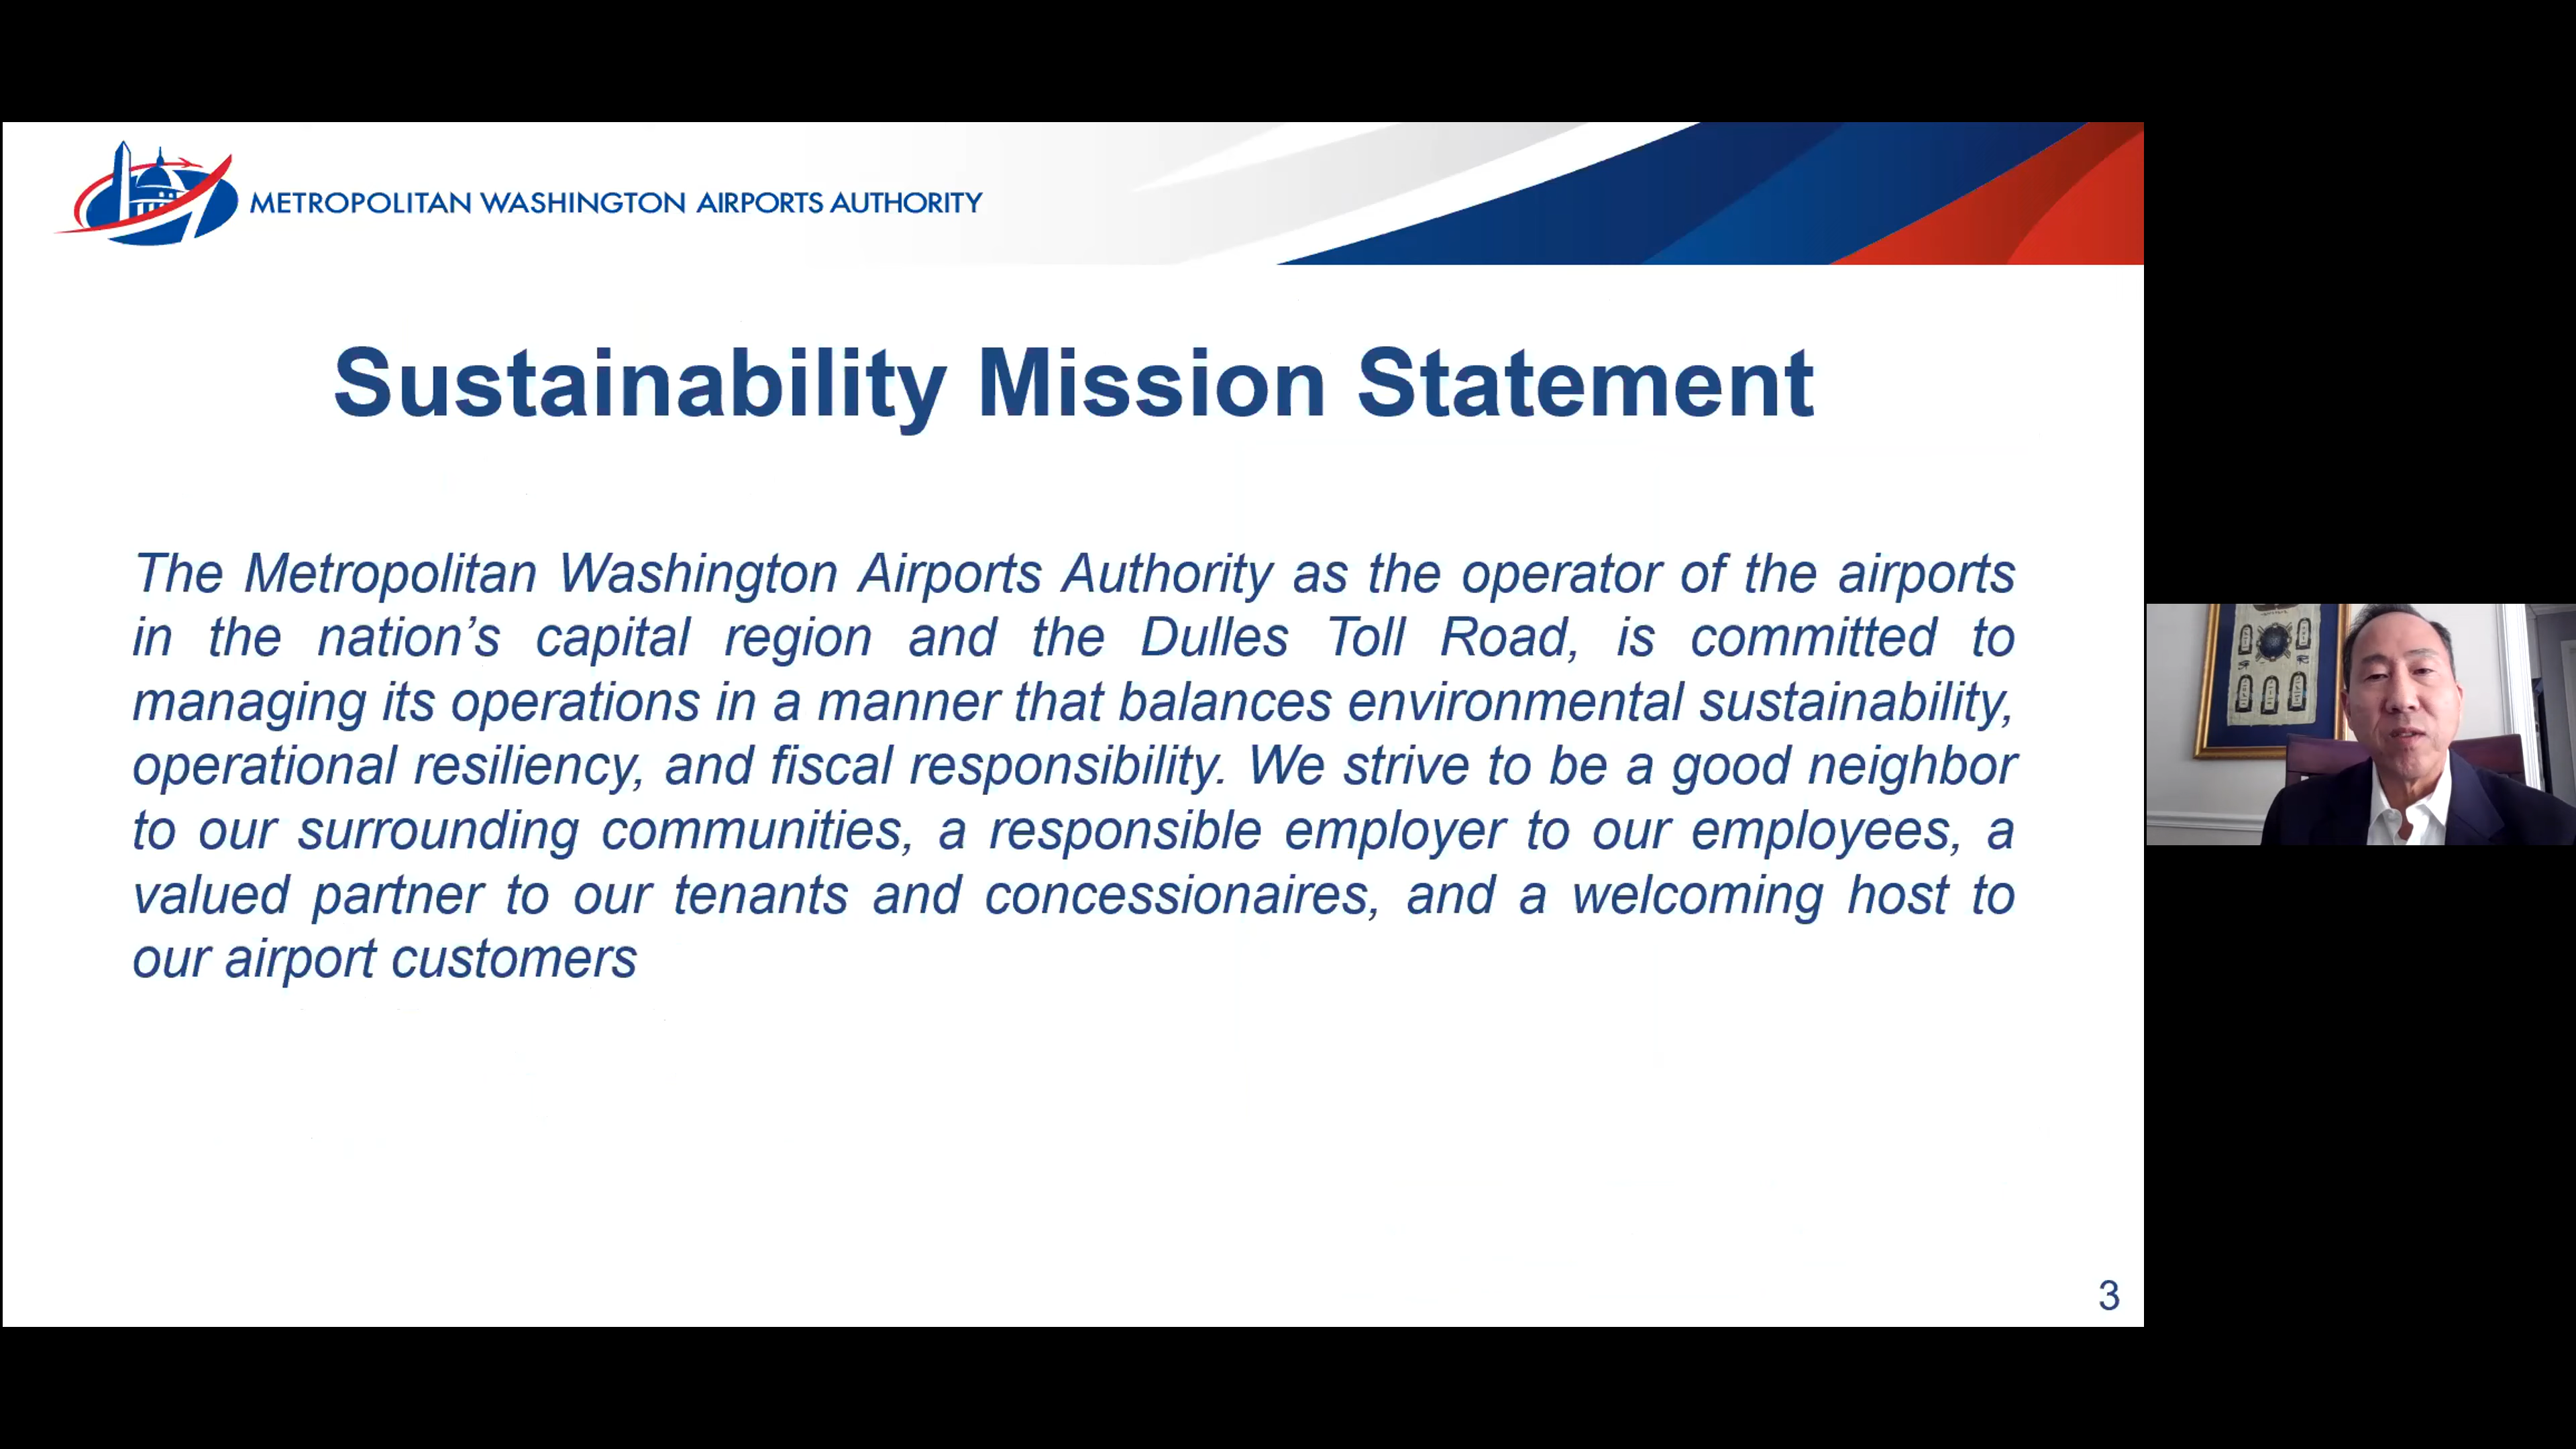 METROPOLITAN WASHINGTON AIRPORTS AUTHORITY
Sustainability Mission Statement
The Metropolitan Washington Airports Authority as the operator of the airports
in the nation’s capital region and the Dulles Toll Road, is committed to
managing its operations in a manner that balances environmental sustainability,
operational resiliency, and fiscal responsibility. We strive to be a good neighbor
to our surrounding communities, a responsible employer to our employees, a
valued partner to our tenants and concessionaires, and a welcoming host to
our airport customers
3